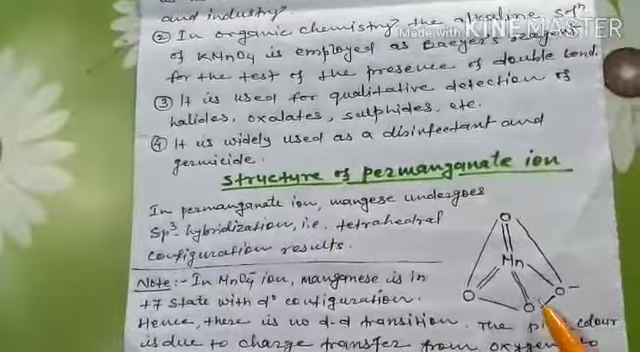 and industry.
② In organic chemistry, the alkaline solⁿ
of KMnO4 is employed as Baeyer's reagent
for the test of the presence of double bond.
③ It is used for qualitative detection of
halides, oxalates, sulphides, etc.
④ It is widely used as a disinfectant and
germicide.
Structure of permanganate ion
In permanganate ion, mangese undergoes
Sp³-hybridization, i.e. tetrahedral
configuration results.
Note:- In MnO4⁻ ion, manganese is in
+7 state with d° configuration.
Hence, there is no d-d transition. The colour
is due to charge transfer from oxygen to
O
Mn
O
O
O⁻
Made with KINEMASTER